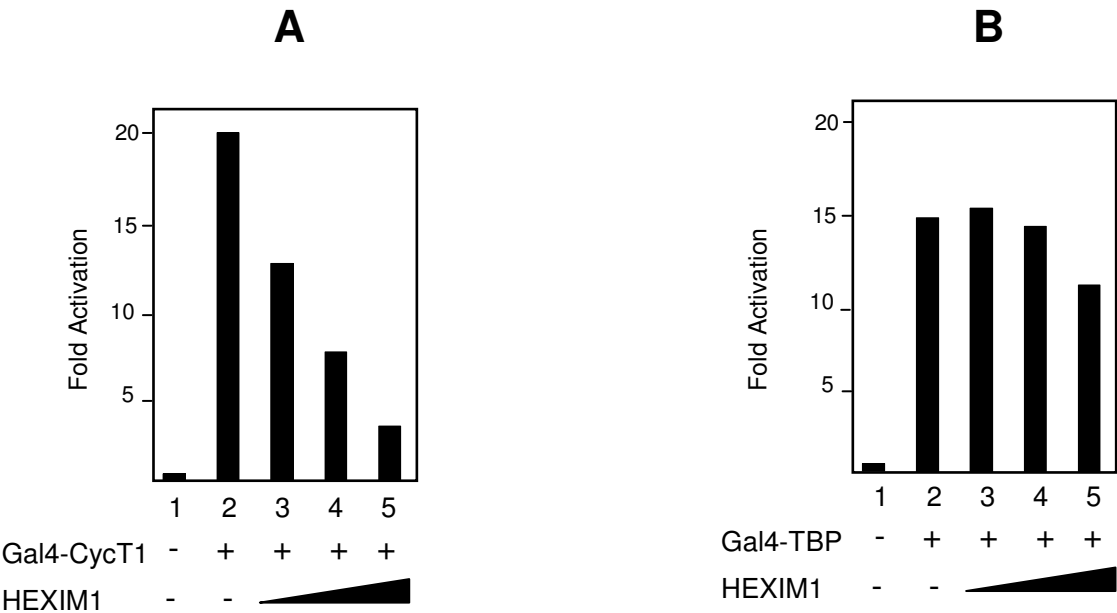 A
20
15
10
5
Fold Activation
1 2 3 4 5
Gal4-CycT1 - + + + +
HEXIM1 - -
B
20
15
10
5
Fold Activation
1 2 3 4 5
Gal4-TBP - + + + +
HEXIM1 - -